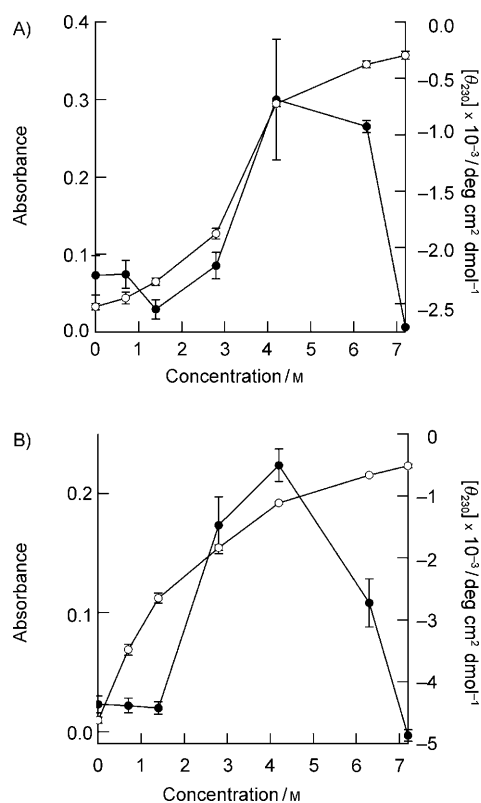 A)
0.4
0.3
0.2
0.1
0.0
Absorbance
0 1 2 3 4 5 6 7
Concentration / M
0.0
−0.5
−1.0
−1.5
−2.0
−2.5
[θ230] x 10−3 / deg cm2 dmol−1
B)
0.2
0.1
0.0
Absorbance
0 1 2 3 4 5 6 7
Concentration / M
0
−1
−2
−3
−4
−5
[θ230] x 10−3 / deg cm2 dmol−1